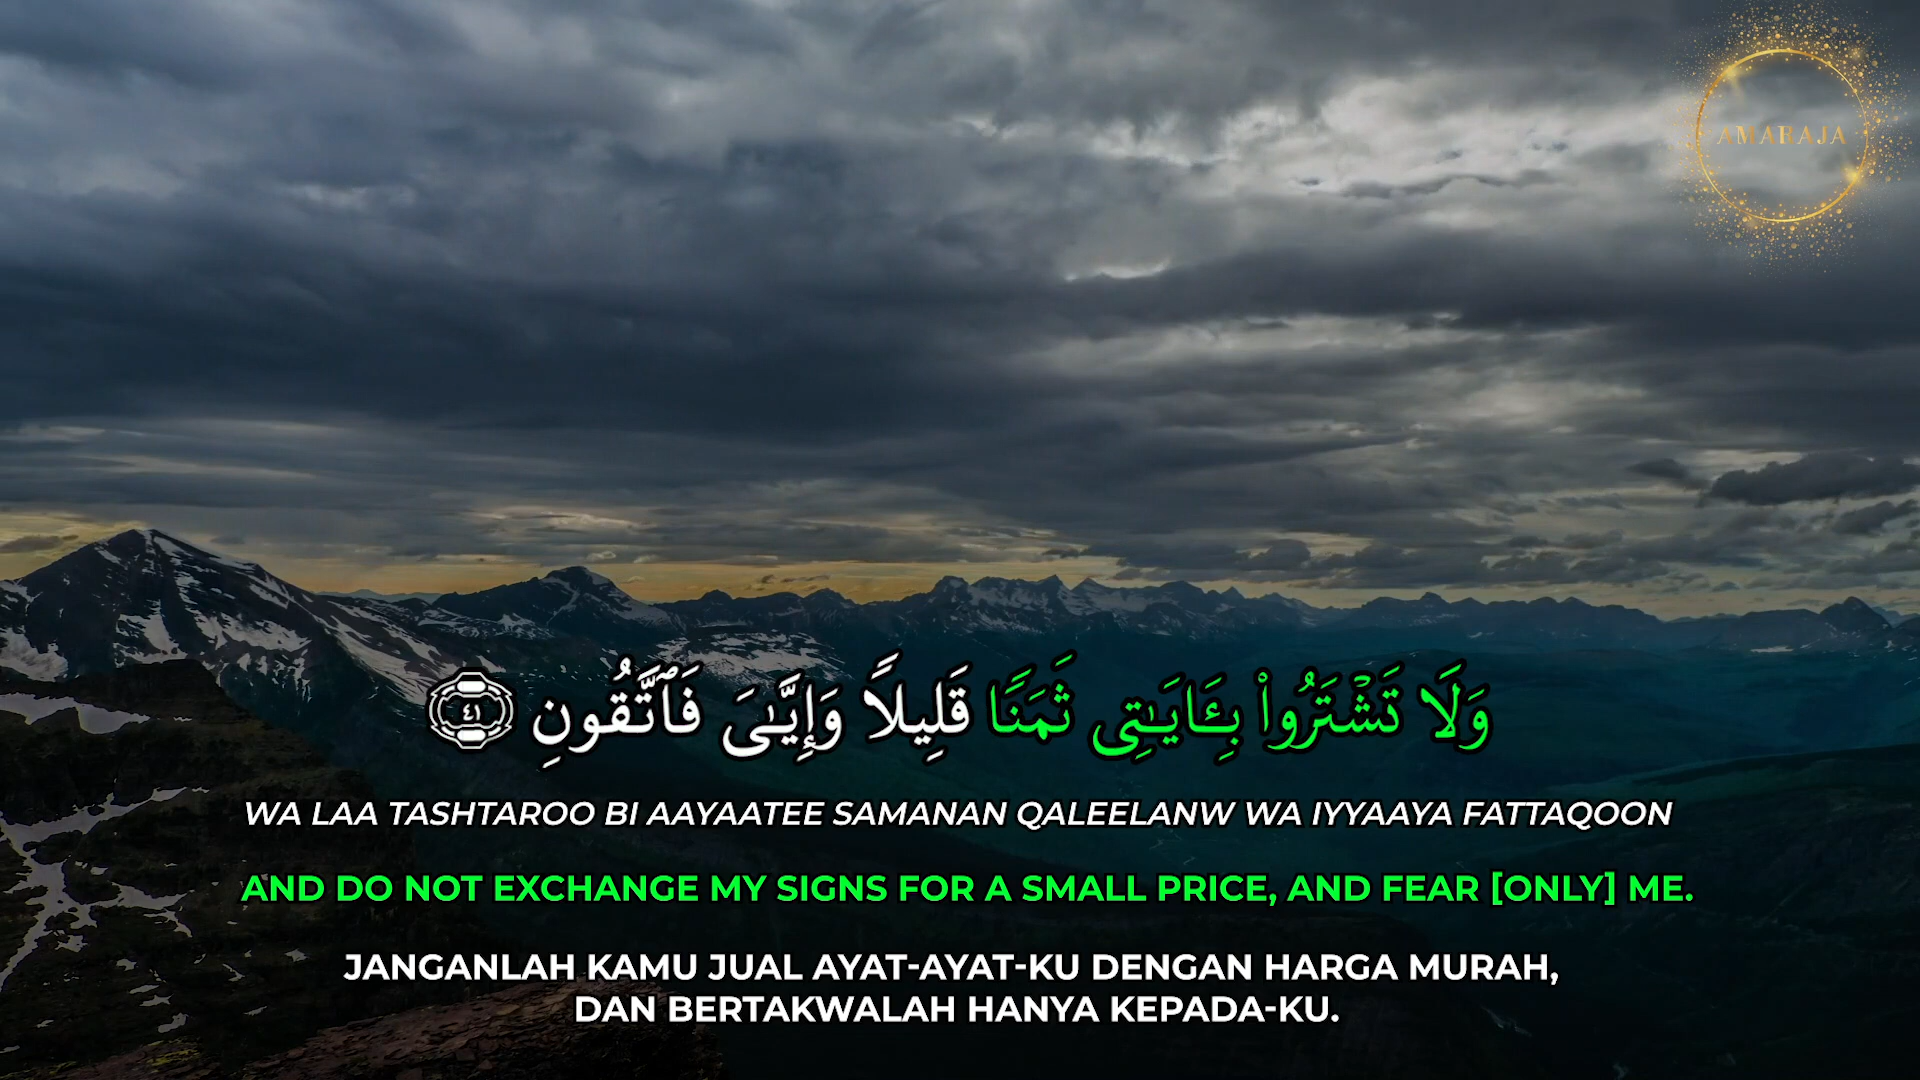 AMARAJA
وَلَا تَشْتَرُوا۟ بِـَٔايَـٰتِى ثَمَنًا قَلِيلًا وَإِيَّـٰىَ فَٱتَّقُونِ ٤١
WA LAA TASHTAROO BI AAYAATEE SAMANAN QALEELANW WA IYYAAYA FATTAQOON
AND DO NOT EXCHANGE MY SIGNS FOR A SMALL PRICE, AND FEAR [ONLY] ME.
JANGANLAH KAMU JUAL AYAT-AYAT-KU DENGAN HARGA MURAH,
DAN BERTAKWALAH HANYA KEPADA-KU.